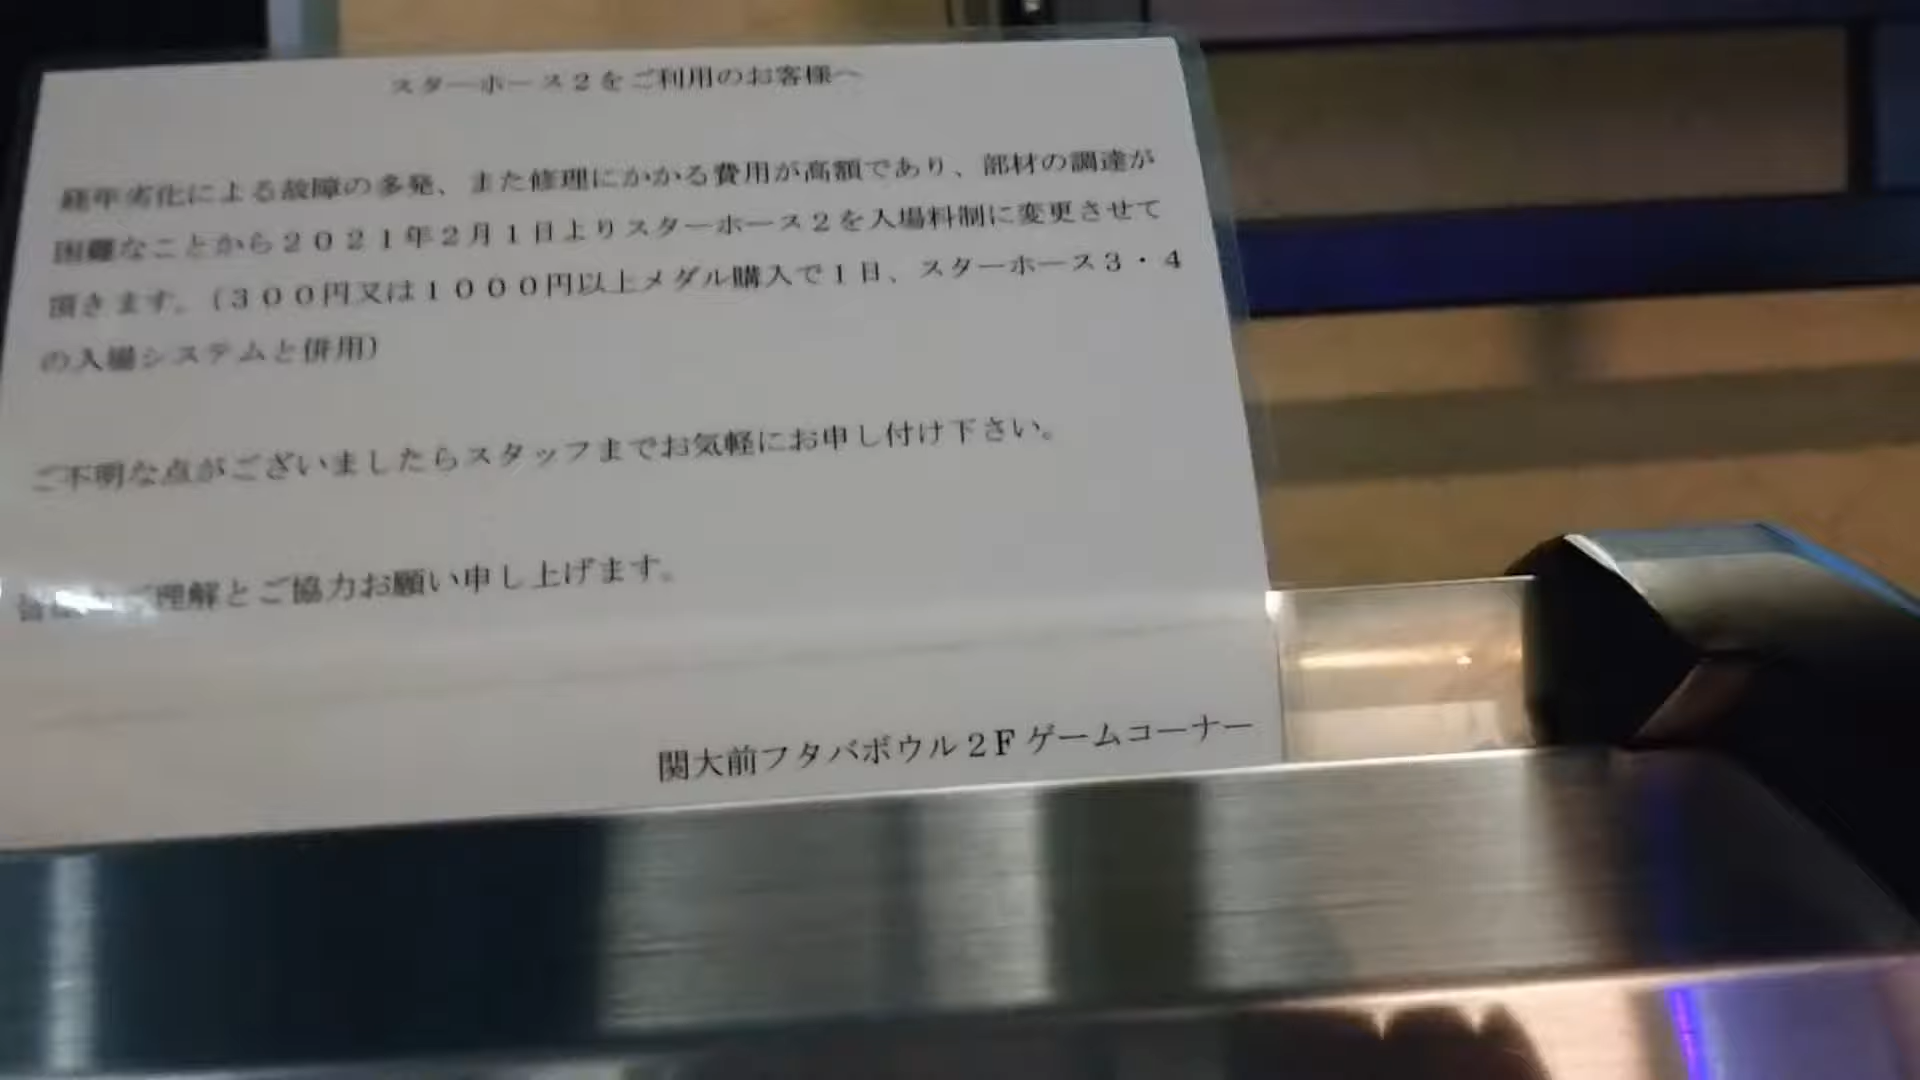 スターホース２をご利用のお客様へ
経年劣化による故障の多発、また修理にかかる費用が高額であり、部材の調達が
困難なことから２０２１年２月１日よりスターホース２を入場料制に変更させて
頂きます。（３００円又は１０００円以上メダル購入で１日、スターホース３・４
の入場システムと併用）
ご不明な点がございましたらスタッフまでお気軽にお申し付け下さい。
ご理解とご協力お願い申し上げます。
関大前フタバボウル２Fゲームコーナー